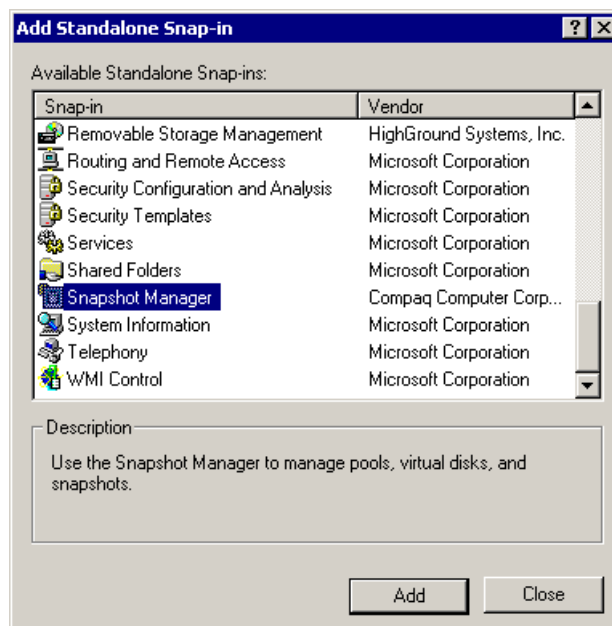 Add Standalone Snap-in
Available Standalone Snap-ins:
Snap-in Vendor
Removable Storage Management HighGround Systems, Inc.
Routing and Remote Access Microsoft Corporation
Security Configuration and Analysis Microsoft Corporation
Security Templates Microsoft Corporation
Services Microsoft Corporation
Shared Folders Microsoft Corporation
Snapshot Manager Compaq Computer Corp...
System Information Microsoft Corporation
Telephony Microsoft Corporation
WMI Control Microsoft Corporation
Description
Use the Snapshot Manager to manage pools, virtual disks, and
snapshots.
Add Close